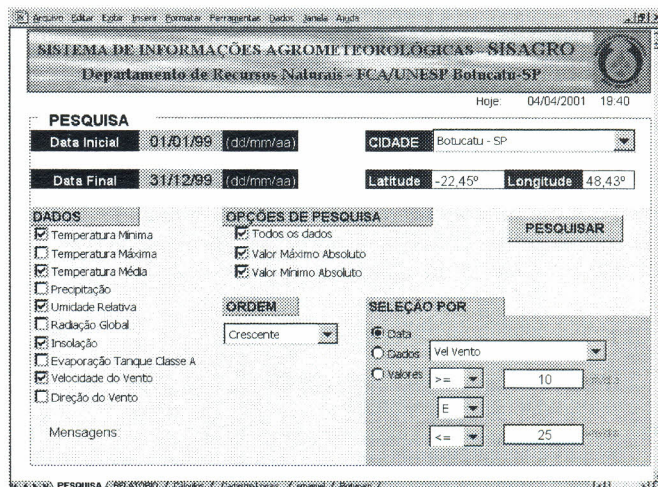 Arquivo Editar Exibir Inserir Formatar Ferramentas Dados Janela Ajuda
SISTEMA DE INFORMAÇÕES AGROMETEOROLÓGICAS - SISAGRO
Departamento de Recursos Naturais - FCA/UNESP Botucatu-SP
Hoje: 04/04/2001 19:40
PESQUISA
Data Inicial 01/01/99 (dd/mm/aa)
CIDADE Botucatu - SP
Data Final 31/12/99 (dd/mm/aa)
Latitude -22,45º Longitude 48,43º
DADOS
Temperatura Mínima
Temperatura Máxima
Temperatura Média
Precipitação
Umidade Relativa
Radiação Global
Insolação
Evaporação Tanque Classe A
Velocidade do Vento
Direção do Vento
OPÇÕES DE PESQUISA
Todos os dados
Valor Máximo Absoluto
Valor Mínimo Absoluto
PESQUISAR
ORDEM
Crescente
SELEÇÃO POR
Data
Dados Vel Vento
Valores >= 10
E
<= 25
Mensagens:
PESQUISA / RELATORIO / Cálculos /